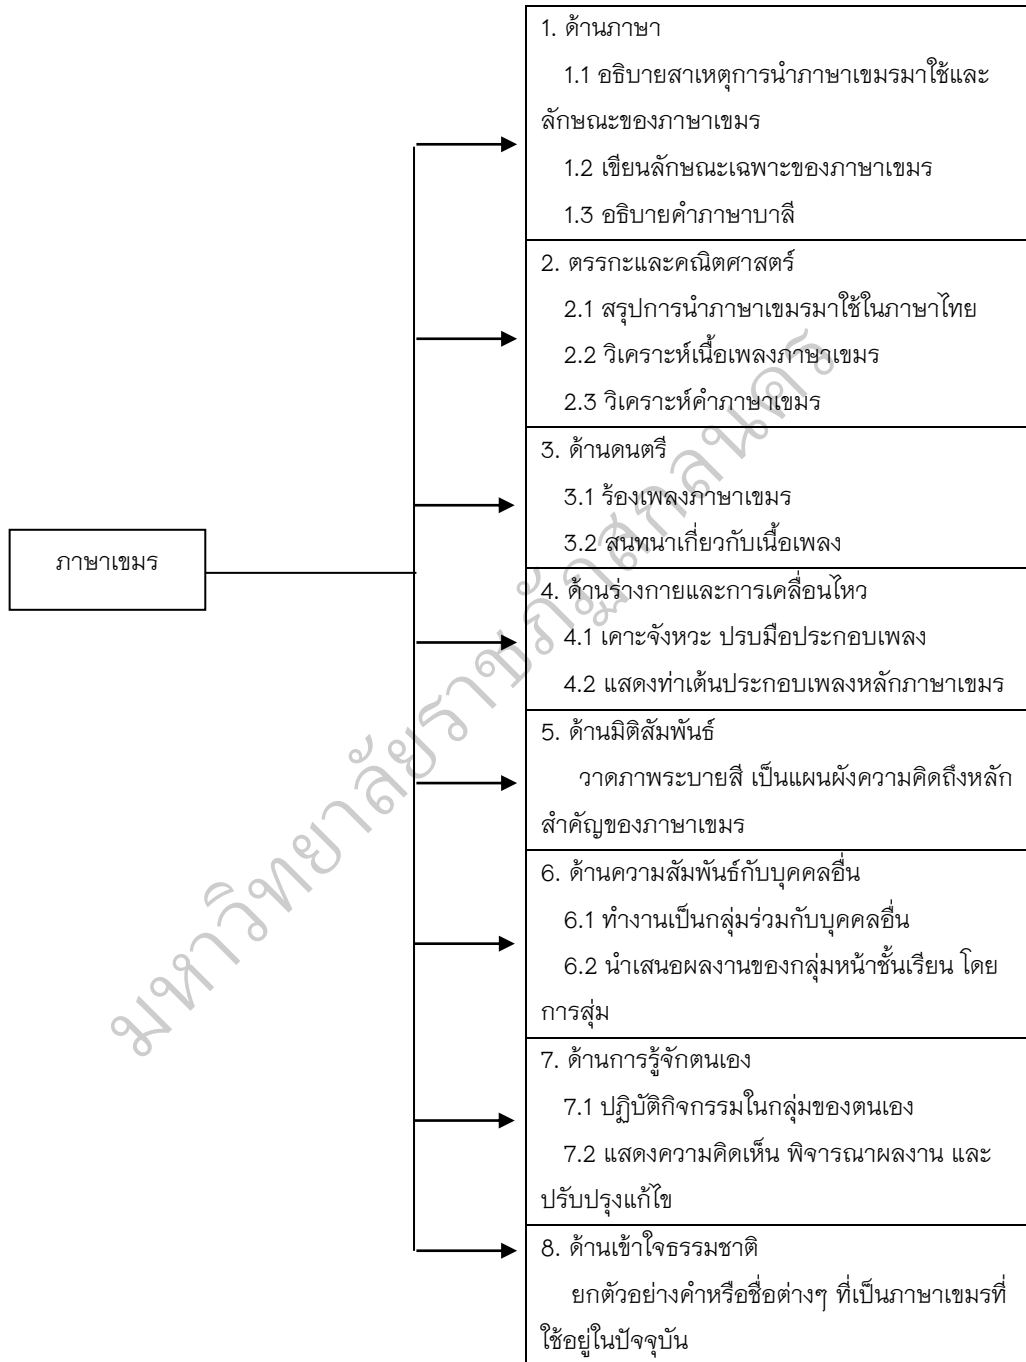 1. ด้านภาษา
1.1 อธิบายสาเหตุการนำภาษาเขมรมาใช้และ
ลักษณะของภาษาเขมร
1.2 เขียนลักษณะเฉพาะของภาษาเขมร
1.3 อธิบายคำภาษาบาลี
2. ตรรกะและคณิตศาสตร์
2.1 สรุปการนำภาษาเขมรมาใช้ในภาษาไทย
2.2 วิเคราะห์เนื้อเพลงภาษาเขมร
2.3 วิเคราะห์คำภาษาเขมร
3. ด้านดนตรี
3.1 ร้องเพลงภาษาเขมร
3.2 สนทนาเกี่ยวกับเนื้อเพลง
ภาษาเขมร
4. ด้านร่างกายและการเคลื่อนไหว
4.1 เคาะจังหวะ ปรบมือประกอบเพลง
4.2 แสดงท่าเต้นประกอบเพลงหลักภาษาเขมร
5. ด้านมิติสัมพันธ์
วาดภาพระบายสี เป็นแผนผังความคิดถึงหลัก
สำคัญของภาษาเขมร
6. ด้านความสัมพันธ์กับบุคคลอื่น
6.1 ทำงานเป็นกลุ่มร่วมกับบุคคลอื่น
6.2 นำเสนอผลงานของกลุ่มหน้าชั้นเรียน โดย
การสุ่ม
7. ด้านการรู้จักตนเอง
7.1 ปฏิบัติกิจกรรมในกลุ่มของตนเอง
7.2 แสดงความคิดเห็น พิจารณาผลงาน และ
ปรับปรุงแก้ไข
8. ด้านเข้าใจธรรมชาติ
ยกตัวอย่างคำหรือชื่อต่างๆ ที่เป็นภาษาเขมรที่
ใช้อยู่ในปัจจุบัน
มหาวิทยาลัยราชภัฏสกลนคร